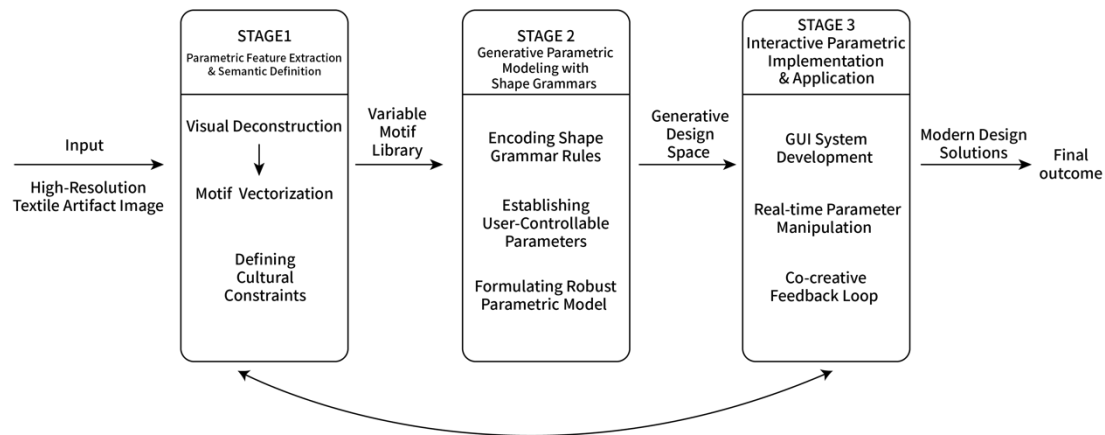 Input
High-Resolution
Textile Artifact Image
STAGE1
Parametric Feature Extraction
& Semantic Definition
Visual Deconstruction
Motif Vectorization
Defining
Cultural
Constraints
Variable
Motif
Library
STAGE 2
Generative Parametric
Modeling with
Shape Grammars
Encoding Shape
Grammar Rules
Establishing
User-Controllable
Parameters
Formulating Robust
Parametric Model
Generative
Design
Space
STAGE 3
Interactive Parametric
Implementation
& Application
GUI System
Development
Real-time Parameter
Manipulation
Co-creative
Feedback Loop
Modern Design
Solutions
Final
outcome